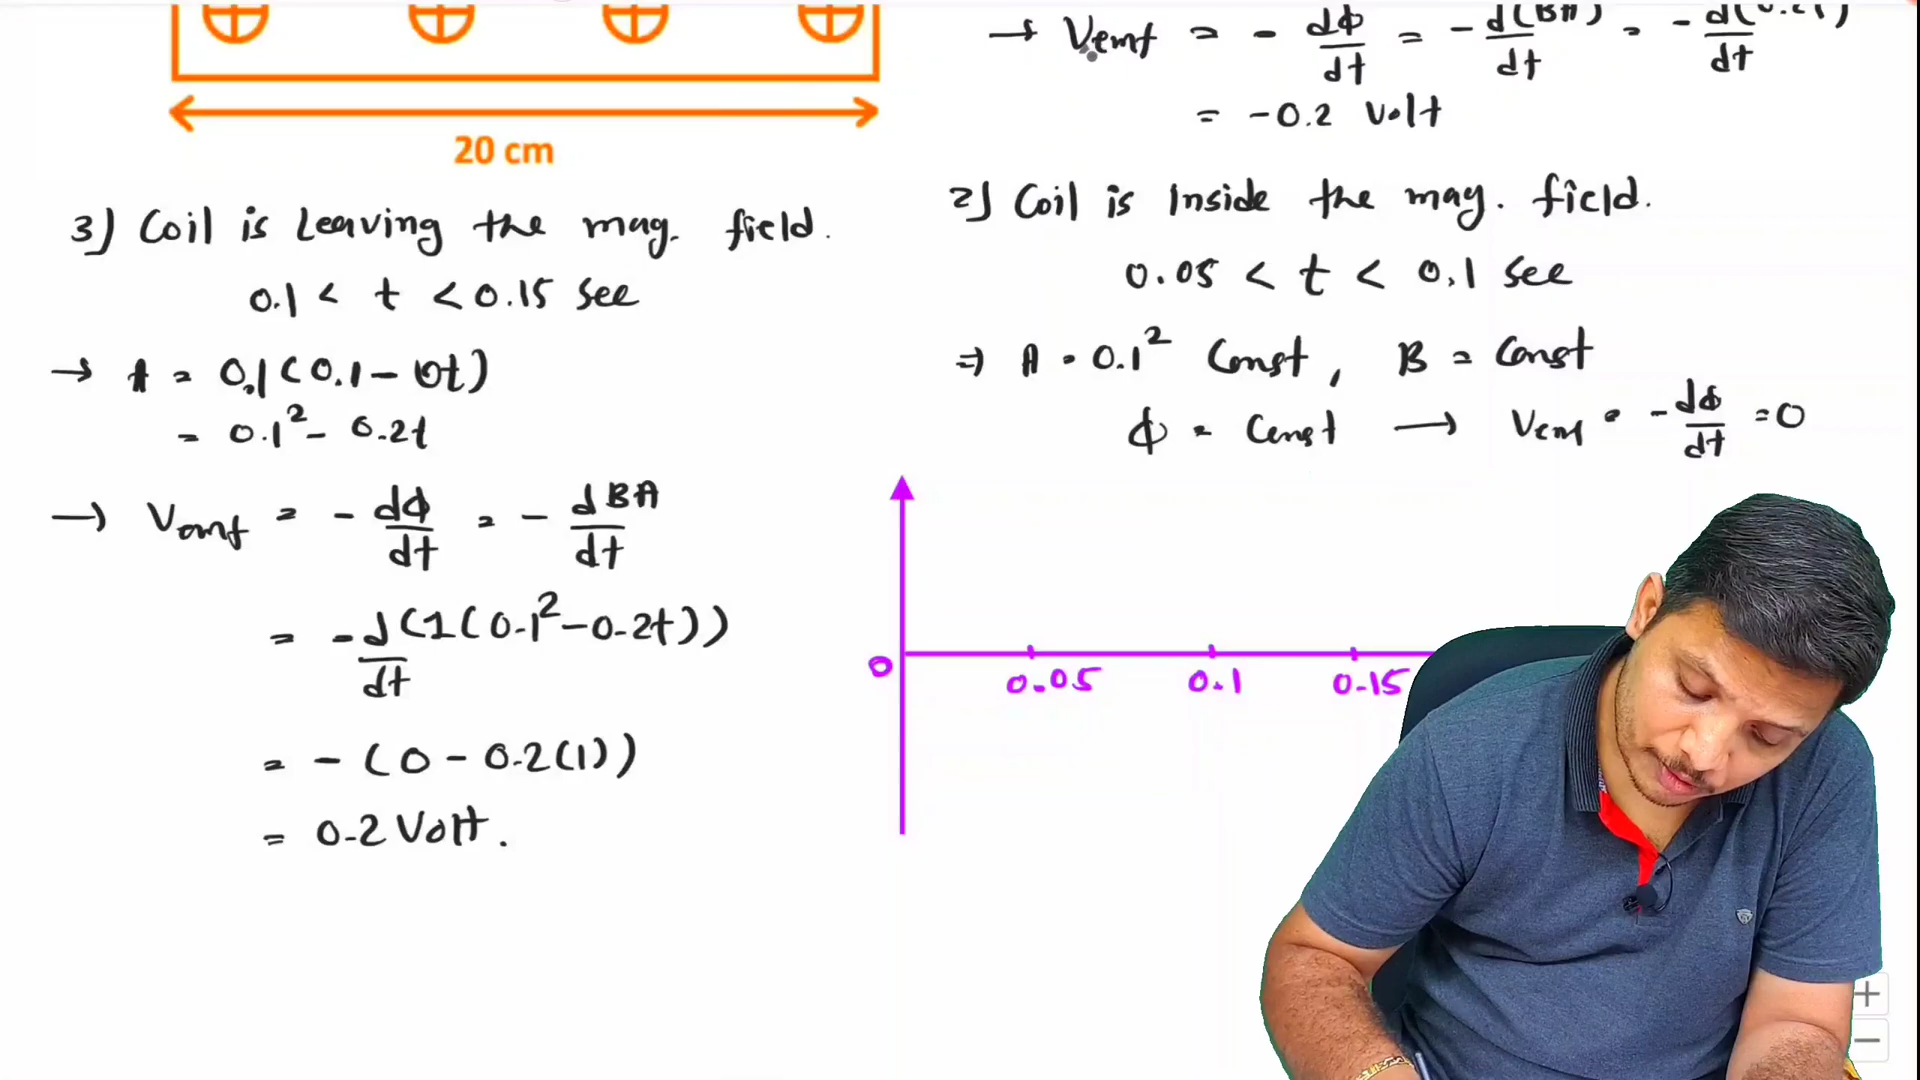 → Vemf = - dϕ/dt = - d(BA)/dt = - d(0.2t)/dt
= -0.2 volt
20 cm
3) Coil is Leaving the mag. field.
0.1 < t < 0.15 sec
→ A = 0.1(0.1 - vt)
= 0.1² - 0.2t
→ Vemf = - dϕ/dt = - dBA/dt
= - d/dt (1(0.1² - 0.2t))
= - (0 - 0.2(1))
= 0.2 Volt.
2) Coil is Inside the mag. field.
0.05 < t < 0.1 sec
⇒ A = 0.1² Const, B = Const
ϕ = Const → Vemf = - dϕ/dt = 0
0 0.05 0.1 0.15
+
−